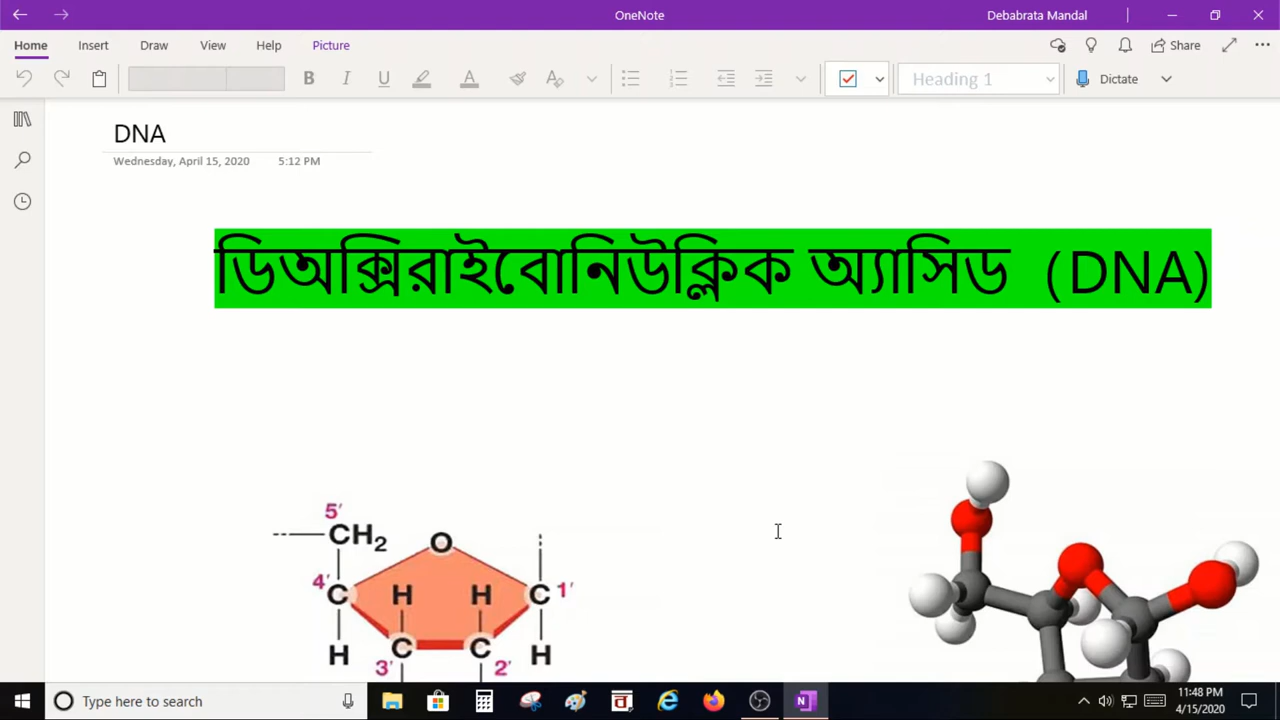 OneNote
Debabrata Mandal
Home Insert Draw View Help Picture
Share
B I U A Heading 1 Dictate
DNA
Wednesday, April 15, 2020 5:12 PM
ডিঅক্সিরাইবোনিউক্লিক অ্যাসিড (DNA)
5′
CH2 O
4′ C H H C 1′
H C C H
3′ 2′
Type here to search
11:48 PM
4/15/2020